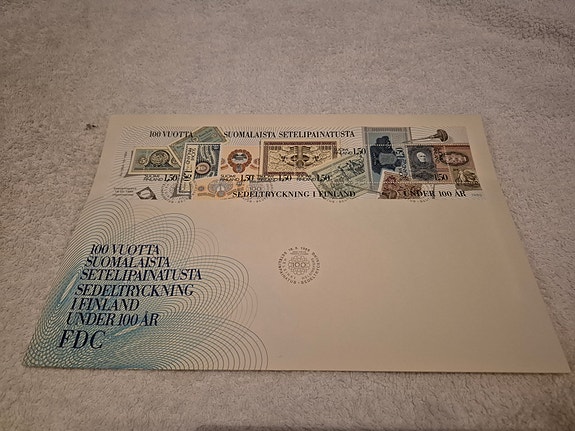 100 VUOTTA SUOMALAISTA SETELIPAINATUSTA
1,50 1,50 1,50 1,50 1,50 1,50
SEDELTRYCKNING I FINLAND UNDER 100 ÅR
100 VUOTTA
SUOMALAISTA
SETELIPAINATUSTA
SEDELTRYCKNING
I FINLAND
UNDER 100 ÅR
FDC